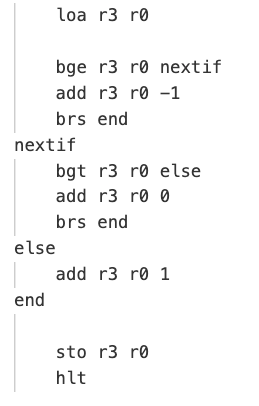 loa r3 r0
bge r3 r0 nextif
add r3 r0 -1
brs end
nextif
bgt r3 r0 else
add r3 r0 0
brs end
else
add r3 r0 1
end
sto r3 r0
hlt